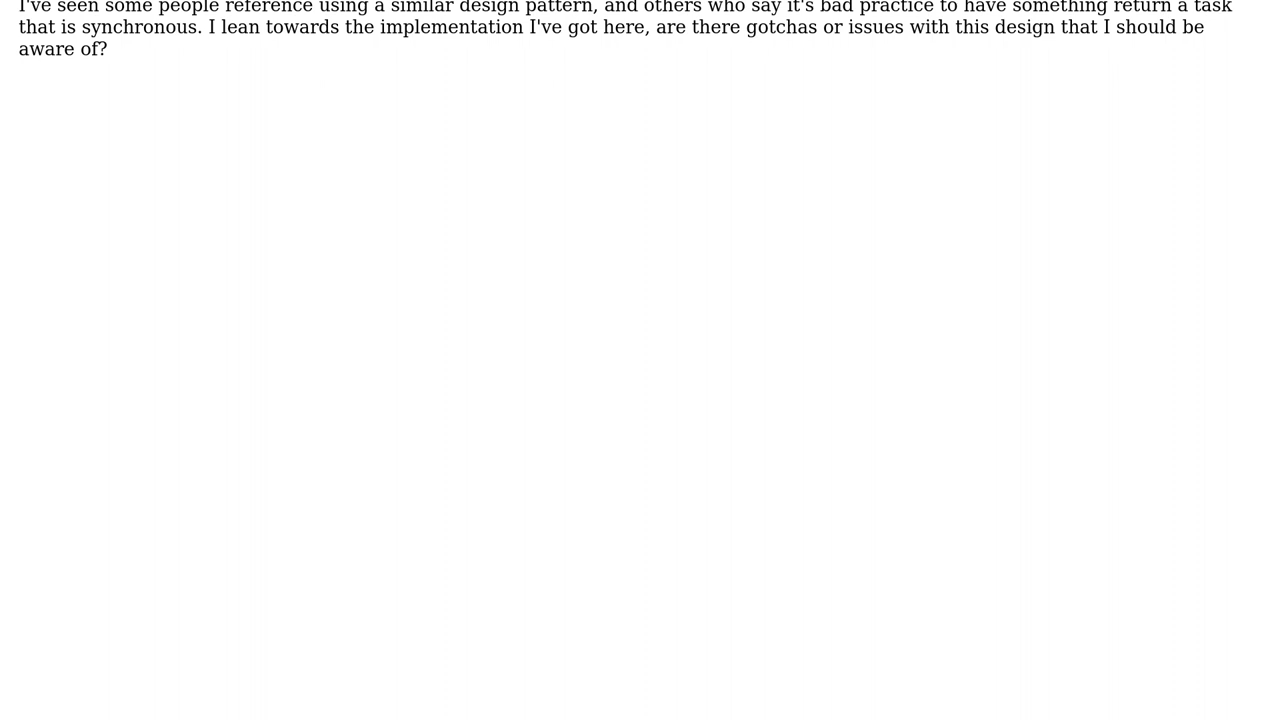 I've seen some people reference using a similar design pattern, and others who say it's bad practice to have something return a task
that is synchronous. I lean towards the implementation I've got here, are there gotchas or issues with this design that I should be
aware of?